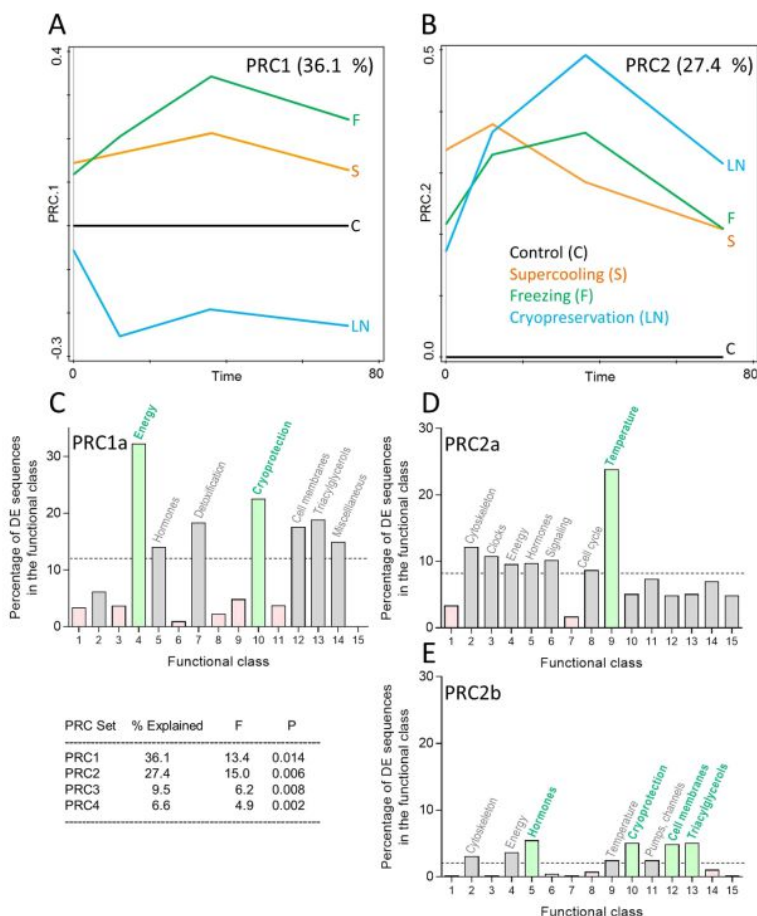 A
PRC1 (36.1 %)
0.4
PRC.1
-0.3
F
S
C
LN
0
Time
80
B
PRC2 (27.4 %)
0.5
PRC.2
0.0
LN
F
S
Control (C)
Supercooling (S)
Freezing (F)
Cryopreservation (LN)
C
0
Time
80
C
PRC1a
Percentage of DE sequences
in the functional class
30
20
10
0
Energy
Hormones
Detoxification
Cryoprotection
Cell membranes
Triacylglycerols
Miscellaneous
1 2 3 4 5 6 7 8 9 10 11 12 13 14 15
Functional class
D
PRC2a
Percentage of DE sequences
in the functional class
30
20
10
0
Cytoskeleton
Clocks
Energy
Hormones
Signaling
Cell cycle
Temperature
1 2 3 4 5 6 7 8 9 10 11 12 13 14 15
Functional class
PRC Set % Explained F P
PRC1 36.1 13.4 0.014
PRC2 27.4 15.0 0.006
PRC3 9.5 6.2 0.008
PRC4 6.6 4.9 0.002
E
PRC2b
Percentage of DE sequences
in the functional class
30
20
10
0
Cytoskeleton
Energy
Hormones
Temperature
Cryoprotection
Pumps, channels
Cell membranes
Triacylglycerols
1 2 3 4 5 6 7 8 9 10 11 12 13 14 15
Functional class